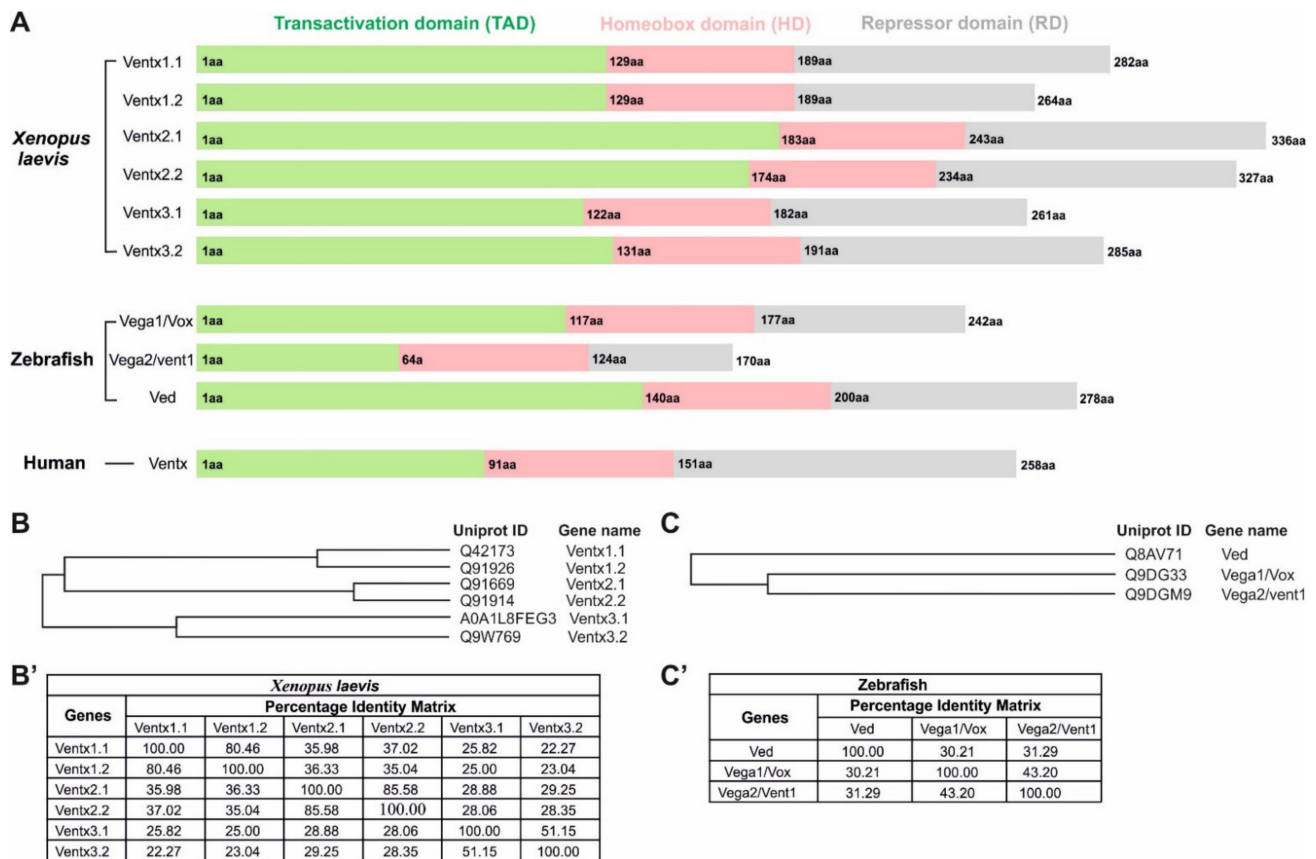 A
Transactivation domain (TAD) Homeobox domain (HD) Repressor domain (RD)
Xenopus laevis
Ventx1.1 1aa 129aa 189aa 282aa
Ventx1.2 1aa 129aa 189aa 264aa
Ventx2.1 1aa 183aa 243aa 336aa
Ventx2.2 1aa 174aa 234aa 327aa
Ventx3.1 1aa 122aa 182aa 261aa
Ventx3.2 1aa 131aa 191aa 285aa
Zebrafish
Vega1/Vox 1aa 117aa 177aa 242aa
Vega2/vent1 1aa 64a 124aa 170aa
Ved 1aa 140aa 200aa 278aa
Human Ventx 1aa 91aa 151aa 258aa
B
Uniprot ID Gene name
Q42173 Ventx1.1
Q91926 Ventx1.2
Q91669 Ventx2.1
Q91914 Ventx2.2
A0A1L8FEG3 Ventx3.1
Q9W769 Ventx3.2
C
Uniprot ID Gene name
Q8AV71 Ved
Q9DG33 Vega1/Vox
Q9DGM9 Vega2/vent1
B'
Xenopus laevis
Genes Percentage Identity Matrix
Ventx1.1 Ventx1.2 Ventx2.1 Ventx2.2 Ventx3.1 Ventx3.2
Ventx1.1 100.00 80.46 35.98 37.02 25.82 22.27
Ventx1.2 80.46 100.00 36.33 35.04 25.00 23.04
Ventx2.1 35.98 36.33 100.00 85.58 28.88 29.25
Ventx2.2 37.02 35.04 85.58 100.00 28.06 28.35
Ventx3.1 25.82 25.00 28.88 28.06 100.00 51.15
Ventx3.2 22.27 23.04 29.25 28.35 51.15 100.00
C'
Zebrafish
Genes Percentage Identity Matrix
Ved Vega1/Vox Vega2/Vent1
Ved 100.00 30.21 31.29
Vega1/Vox 30.21 100.00 43.20
Vega2/Vent1 31.29 43.20 100.00